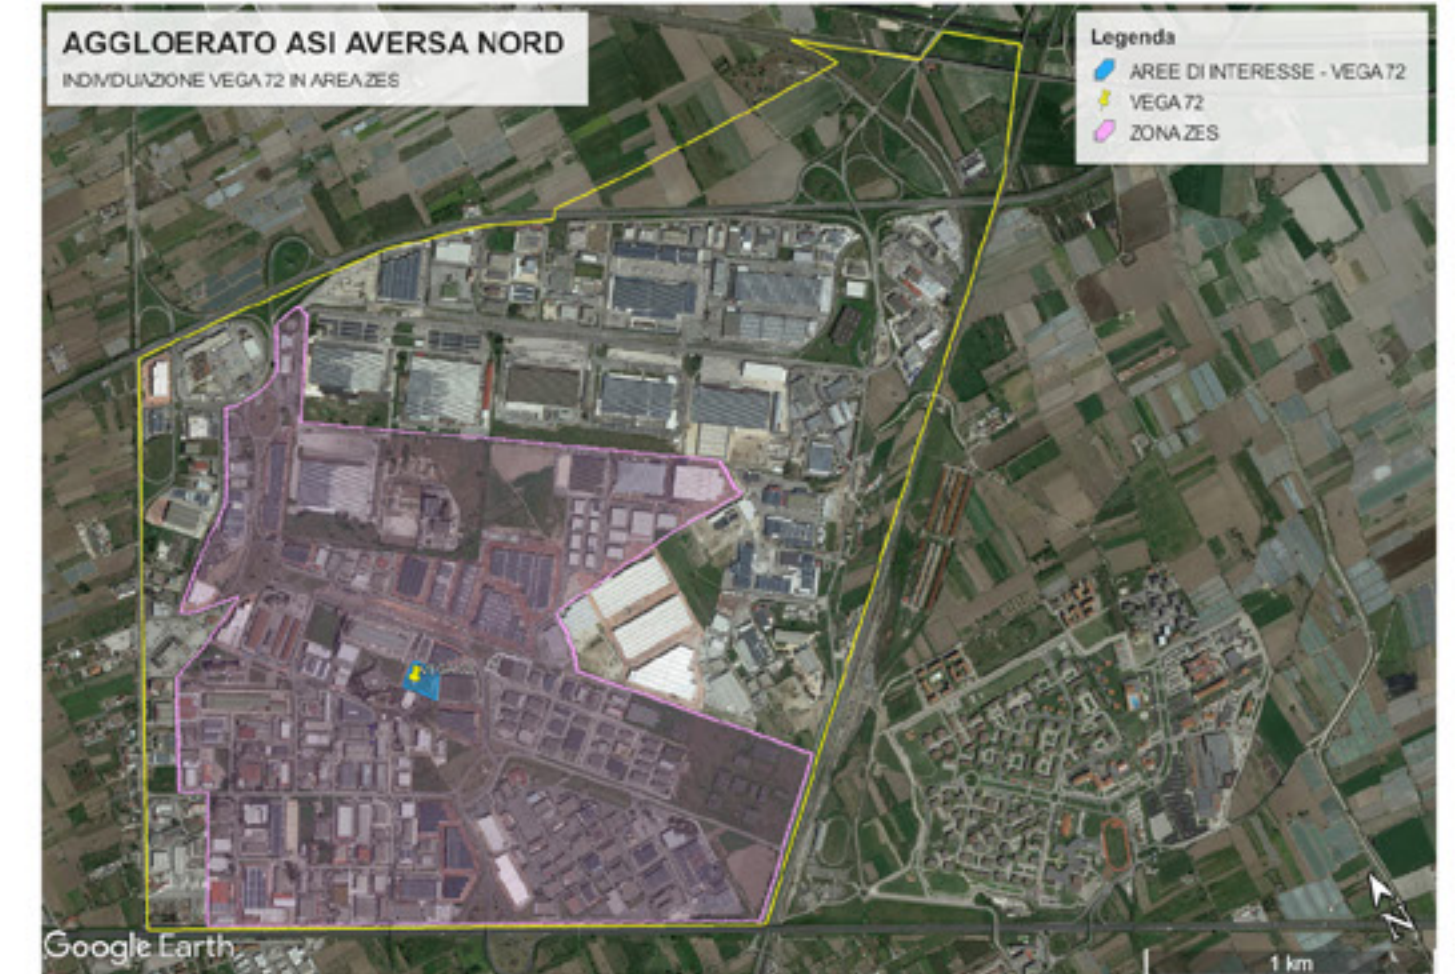 AGGLOERATO ASI AVERSA NORD
INDIVIDUAZIONE VEGA 72 IN AREA ZES
Legenda
AREE DI INTERESSE - VEGA 72
VEGA 72
ZONA ZES
N
Google Earth
1 km